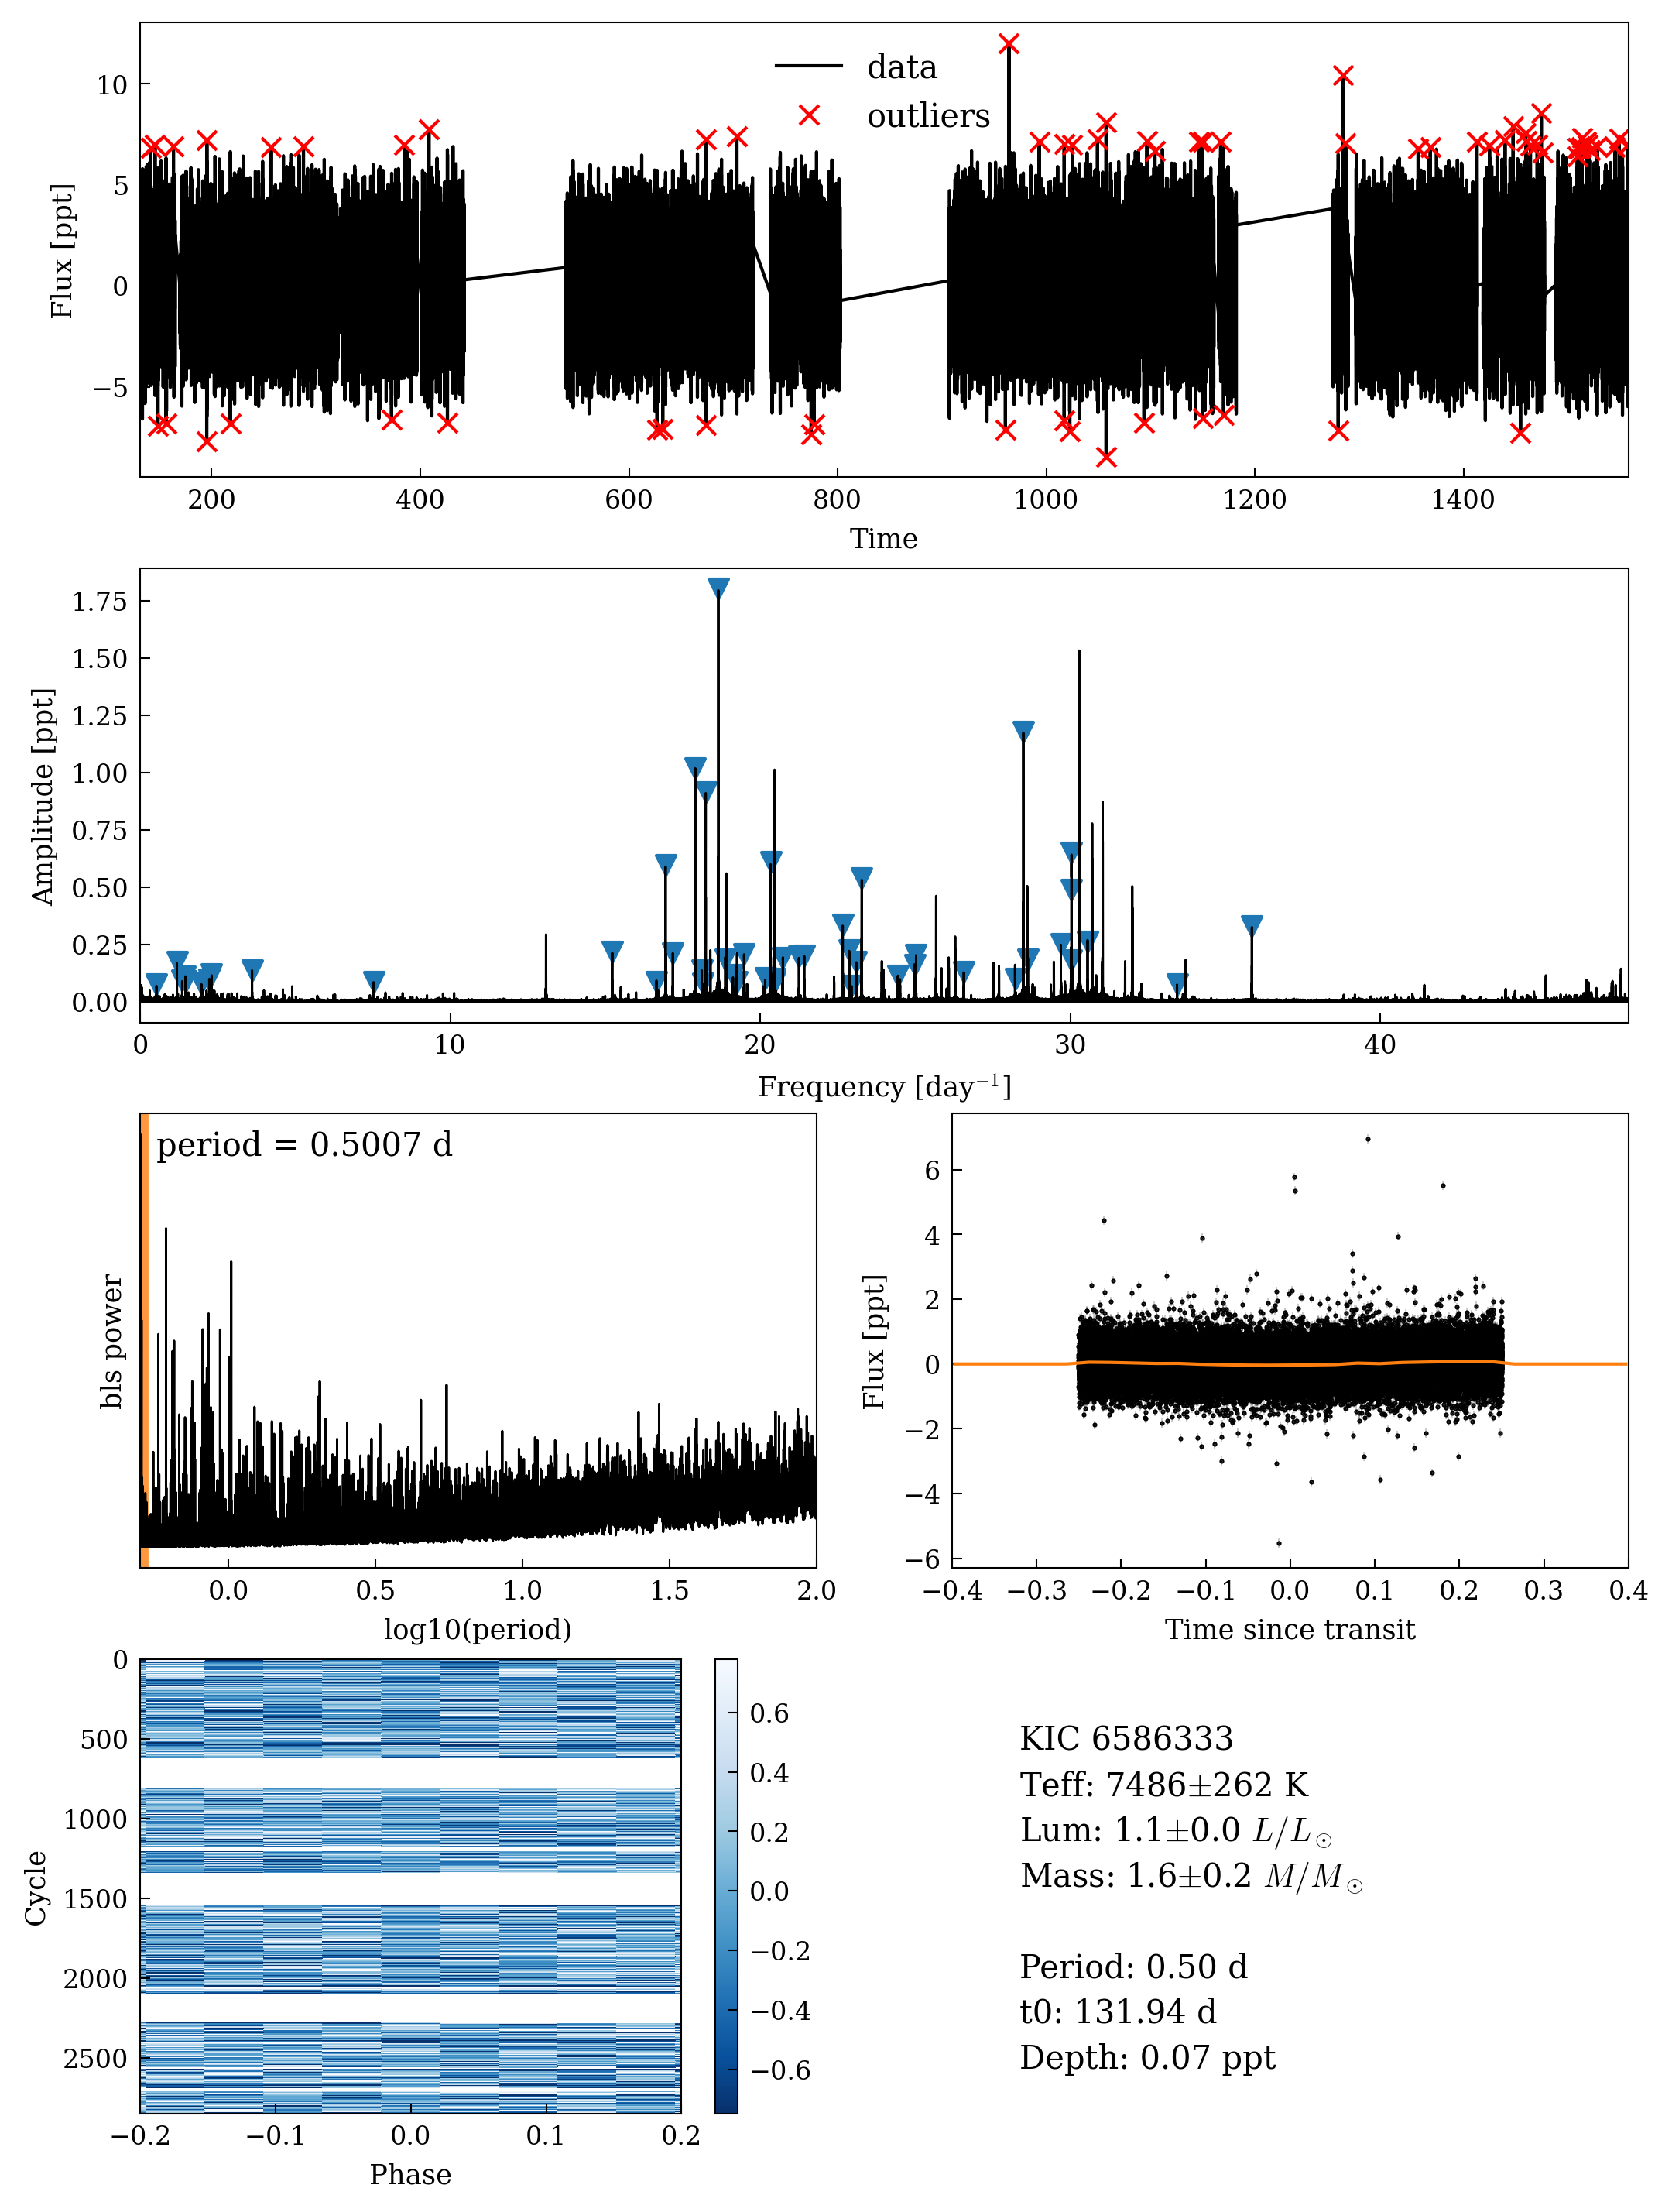 10
5
0
−5
Flux [ppt]
data
outliers
200 400 600 800 1000 1200 1400
Time
1.75
1.50
1.25
1.00
0.75
0.50
0.25
0.00
Amplitude [ppt]
0 10 20 30 40
Frequency [day⁻¹]
period = 0.5007 d
bls power
0.0 0.5 1.0 1.5 2.0
log10(period)
6
4
2
0
−2
−4
−6
Flux [ppt]
−0.4 −0.3 −0.2 −0.1 0.0 0.1 0.2 0.3 0.4
Time since transit
0
500
1000
1500
2000
2500
Cycle
−0.2 −0.1 0.0 0.1 0.2
Phase
0.6
0.4
0.2
0.0
−0.2
−0.4
−0.6
KIC 6586333
Teff: 7486±262 K
Lum: 1.1±0.0 L/L⊙
Mass: 1.6±0.2 M/M⊙
Period: 0.50 d
t0: 131.94 d
Depth: 0.07 ppt